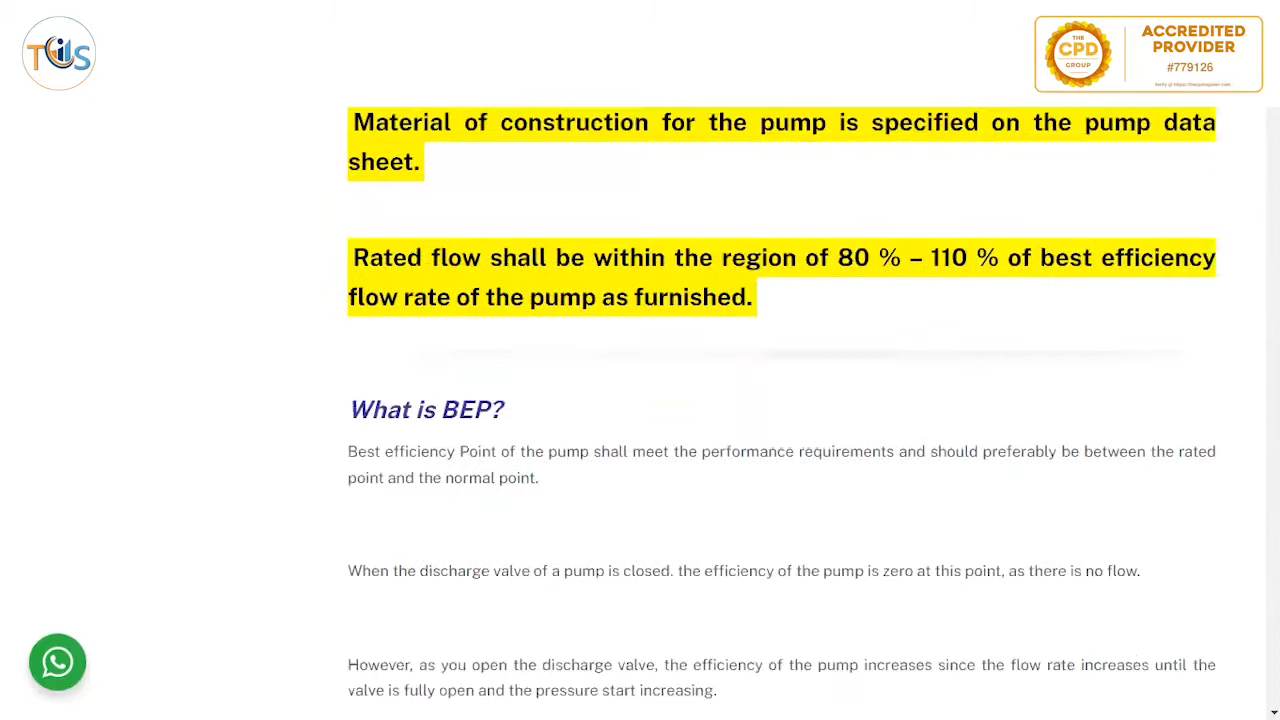 TCIS
THE
CPD
GROUP
ACCREDITED
PROVIDER
#779126
Material of construction for the pump is specified on the pump data
sheet.
Rated flow shall be within the region of 80 % – 110 % of best efficiency
flow rate of the pump as furnished.
What is BEP?
Best efficiency Point of the pump shall meet the performance requirements and should preferably be between the rated
point and the normal point.
When the discharge valve of a pump is closed. the efficiency of the pump is zero at this point, as there is no flow.
However, as you open the discharge valve, the efficiency of the pump increases since the flow rate increases until the
valve is fully open and the pressure start increasing.